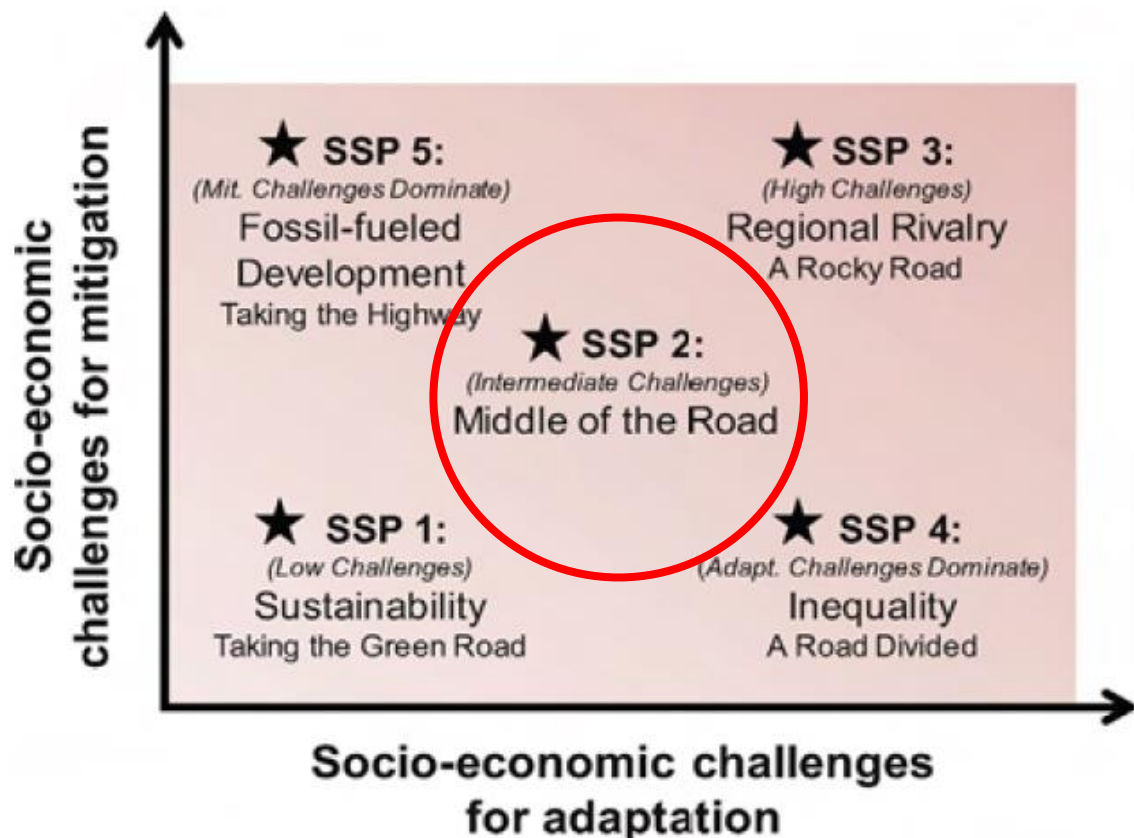 Socio-economic
challenges for mitigation
★ SSP 5:
(Mit. Challenges Dominate)
Fossil-fueled
Development
Taking the Highway
★ SSP 3:
(High Challenges)
Regional Rivalry
A Rocky Road
★ SSP 2:
(Intermediate Challenges)
Middle of the Road
★ SSP 1:
(Low Challenges)
Sustainability
Taking the Green Road
★ SSP 4:
(Adapt. Challenges Dominate)
Inequality
A Road Divided
Socio-economic challenges
for adaptation